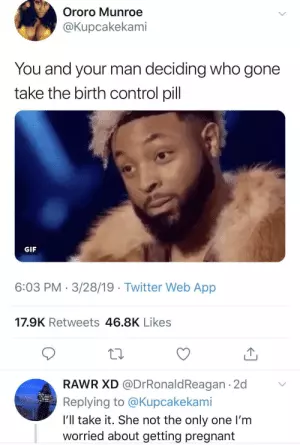 Ororo Munroe
@Kupcakekami
You and your man deciding who gone
take the birth control pill
GIF
6:03 PM · 3/28/19 · Twitter Web App
17.9K Retweets 46.8K Likes
RAWR XD @DrRonaldReagan · 2d
Replying to @Kupcakekami
I'll take it. She not the only one I'm
worried about getting pregnant